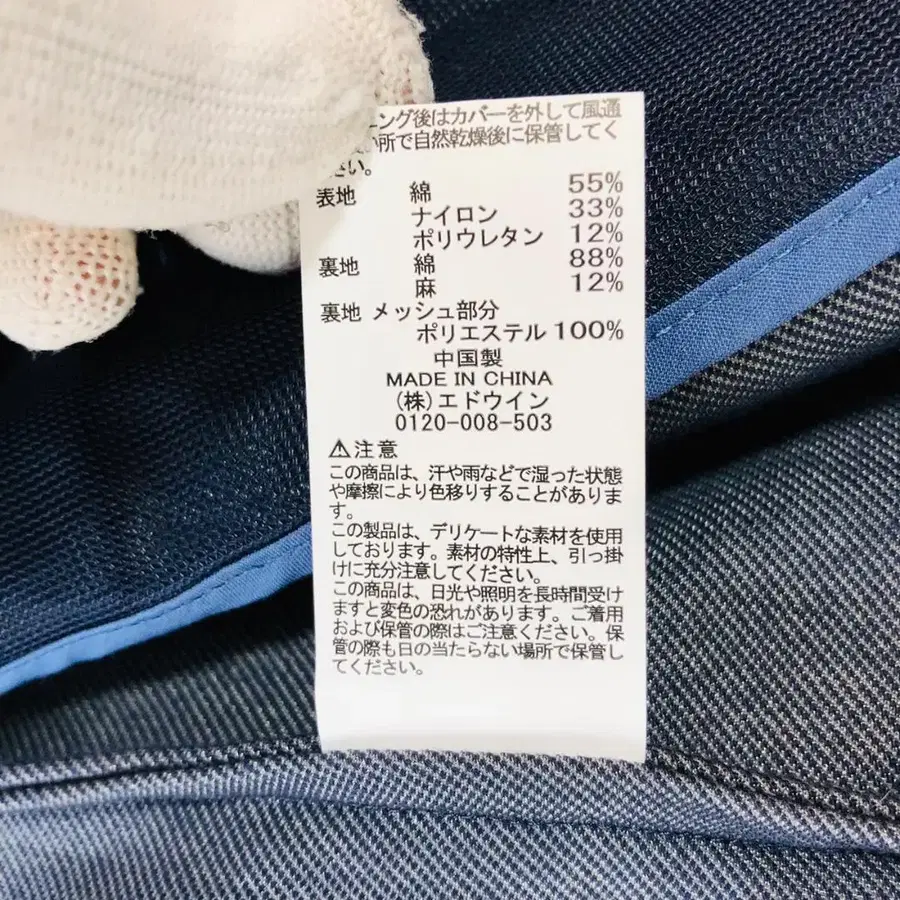 ニング後はカバーを外して風通
い所で自然乾燥後に保管してく
さい。
表地 綿 55%
ナイロン 33%
ポリウレタン 12%
裏地 綿 88%
麻 12%
裏地 メッシュ部分
ポリエステル 100%
中国製
MADE IN CHINA
(株)エドウイン
0120-008-503
⚠注意
この商品は、汗や雨などで湿った状態
や摩擦により色移りすることがありま
す。
この製品は、デリケートな素材を使用
しております。素材の特性上、引っ掛
けに充分注意してください。
この商品は、日光や照明を長時間受け
ますと変色の恐れがあります。ご着用
および保管の際はご注意ください。保
管の際も日の当たらない場所で保管し
てください。